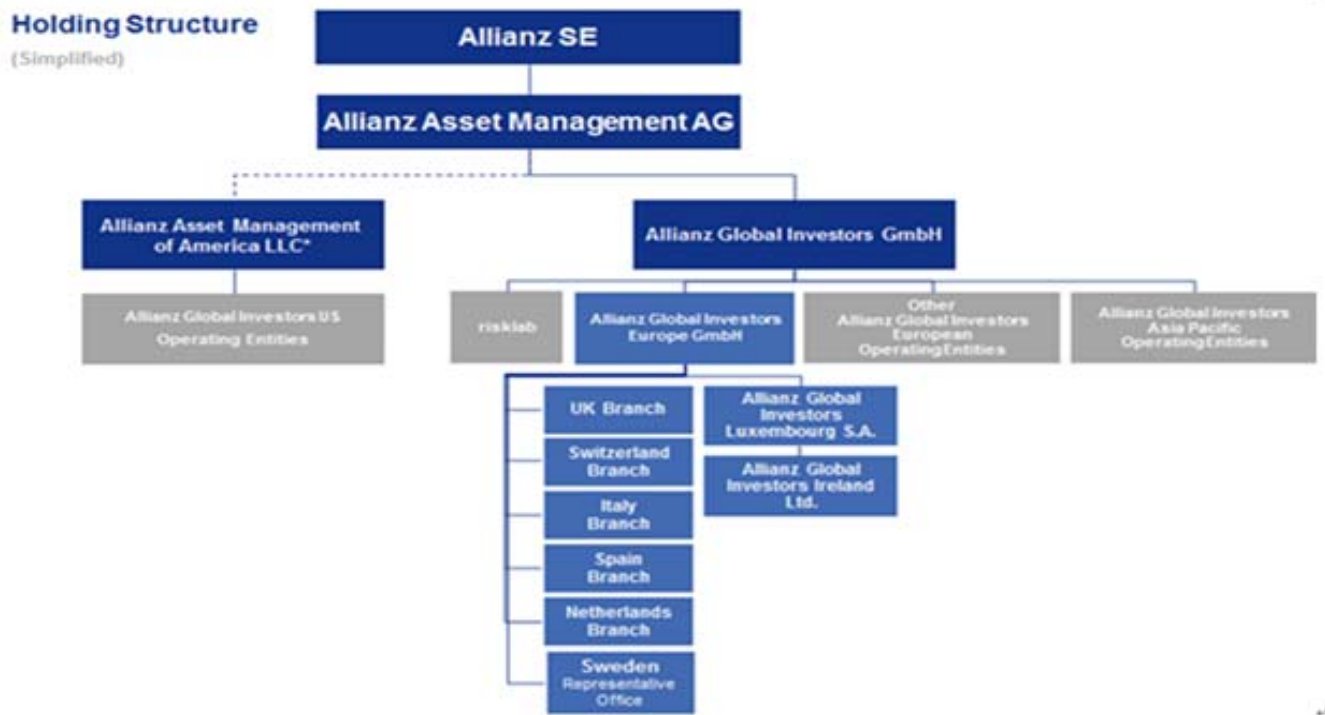 Holding Structure
(Simplified)
Allianz SE
Allianz Asset Management AG
Allianz Asset Management
of America LLC*
Allianz Global Investors GmbH
Allianz Global Investors US
Operating Entities
risklab
Allianz Global Investors
Europe GmbH
Other
Allianz Global Investors
European
Operating Entities
Allianz Global Investors
Asia Pacific
Operating Entities
UK Branch
Switzerland
Branch
Italy
Branch
Spain
Branch
Netherlands
Branch
Sweden
Representative
Office
Allianz Global
Investors
Luxembourg S.A.
Allianz Global
Investors Ireland
Ltd.